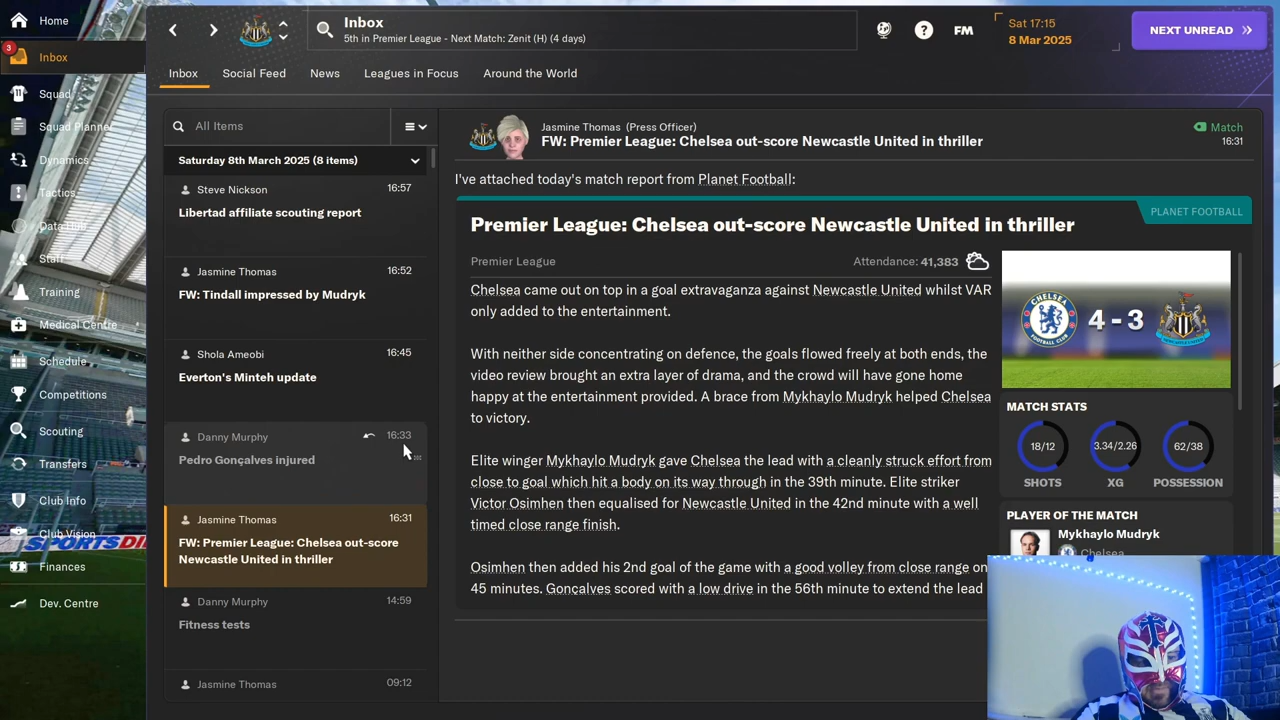 Home
3
Inbox
Squad
Squad Planner
Dynamics
Tactics
Data Hub
Staff
Training
Medical Centre
Schedule
Competitions
Scouting
Transfers
Club Info
Club Vision
SPORTS DI
Finances
Dev. Centre
Inbox
5th in Premier League - Next Match: Zenit (H) (4 days)
?
FM
Sat 17:15
8 Mar 2025
NEXT UNREAD
Inbox
Social Feed
News
Leagues in Focus
Around the World
All Items
Saturday 8th March 2025 (8 items)
Steve Nickson 16:57
Libertad affiliate scouting report
Jasmine Thomas 16:52
FW: Tindall impressed by Mudryk
Shola Ameobi 16:45
Everton's Minteh update
Danny Murphy 16:33
Pedro Gonçalves injured
Jasmine Thomas 16:31
FW: Premier League: Chelsea out-score
Newcastle United in thriller
Danny Murphy 14:59
Fitness tests
Jasmine Thomas 09:12
Jasmine Thomas (Press Officer)
FW: Premier League: Chelsea out-score Newcastle United in thriller
Match
16:31
I've attached today's match report from Planet Football:
PLANET FOOTBALL
Premier League: Chelsea out-score Newcastle United in thriller
Premier League
Attendance: 41,383
Chelsea came out on top in a goal extravaganza against Newcastle United whilst VAR
only added to the entertainment.
With neither side concentrating on defence, the goals flowed freely at both ends, the
video review brought an extra layer of drama, and the crowd will have gone home
happy at the entertainment provided. A brace from Mykhaylo Mudryk helped Chelsea
to victory.
Elite winger Mykhaylo Mudryk gave Chelsea the lead with a cleanly struck effort from
close to goal which hit a body on its way through in the 39th minute. Elite striker
Victor Osimhen then equalised for Newcastle United in the 42nd minute with a well
timed close range finish.
Osimhen then added his 2nd goal of the game with a good volley from close range on
45 minutes. Gonçalves scored with a low drive in the 56th minute to extend the lead
CHELSEA
FOOTBALL CLUB
4 - 3
MATCH STATS
18/12
3.34/2.26
62/38
SHOTS
XG
POSSESSION
PLAYER OF THE MATCH
Mykhaylo Mudryk
Chelsea